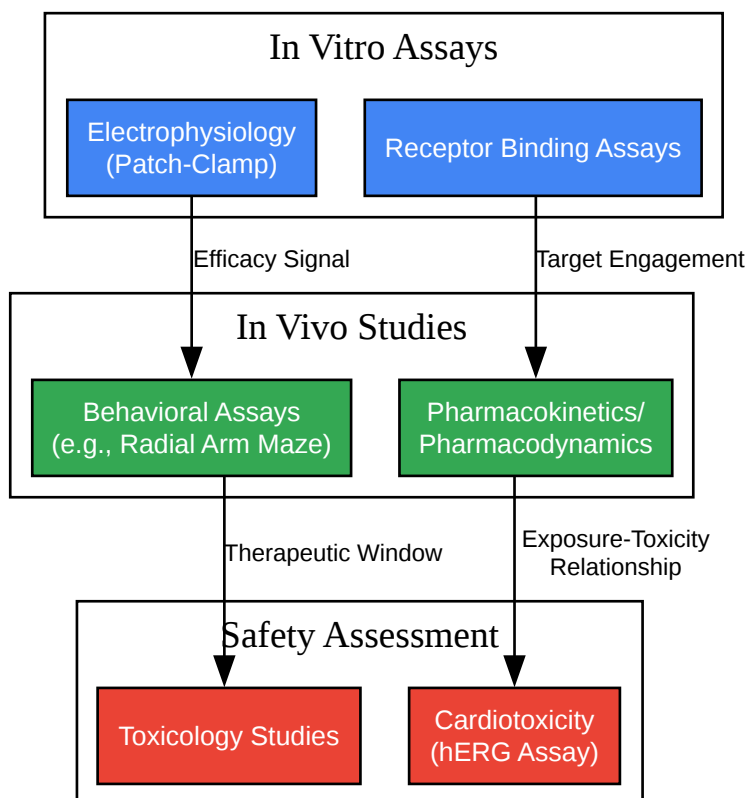 In Vitro Assays
Electrophysiology
(Patch-Clamp)
Receptor Binding Assays
Efficacy Signal
Target Engagement
In Vivo Studies
Behavioral Assays
(e.g., Radial Arm Maze)
Pharmacokinetics/
Pharmacodynamics
Therapeutic Window
Exposure-Toxicity
Relationship
Safety Assessment
Toxicology Studies
Cardiotoxicity
(hERG Assay)